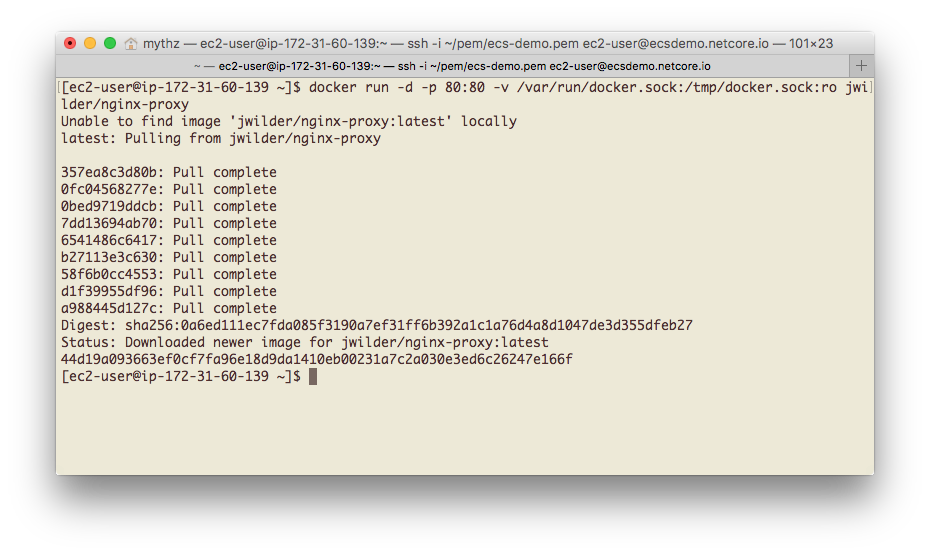 mythz — ec2-user@ip-172-31-60-139:~ — ssh -i ~/pem/ecs-demo.pem ec2-user@ecsdemo.netcore.io — 101×23
~ — ec2-user@ip-172-31-60-139:~ — ssh -i ~/pem/ecs-demo.pem ec2-user@ecsdemo.netcore.io
[ec2-user@ip-172-31-60-139 ~]$ docker run -d -p 80:80 -v /var/run/docker.sock:/tmp/docker.sock:ro jwi
lder/nginx-proxy
Unable to find image 'jwilder/nginx-proxy:latest' locally
latest: Pulling from jwilder/nginx-proxy
357ea8c3d80b: Pull complete
0fc04568277e: Pull complete
0bed9719ddcb: Pull complete
7dd13694ab70: Pull complete
6541486c6417: Pull complete
b27113e3c630: Pull complete
58f6b0cc4553: Pull complete
d1f39955df96: Pull complete
a988445d127c: Pull complete
Digest: sha256:0a6ed111ec7fda085f3190a7ef31ff6b392a1c1a76d4a8d1047de3d355dfeb27
Status: Downloaded newer image for jwilder/nginx-proxy:latest
44d19a093663ef0cf7fa96e18d9da1410eb00231a7c2a030e3ed6c26247e166f
[ec2-user@ip-172-31-60-139 ~]$